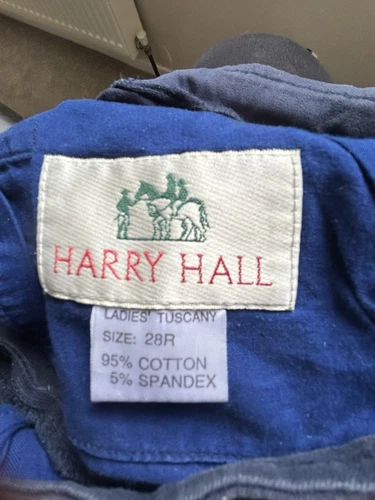 HARRY HALL
LADIES' TUSCANY
SIZE: 28R
95% COTTON
5% SPANDEX